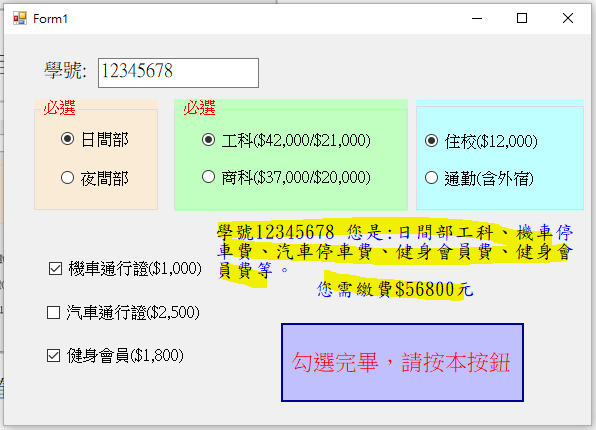 Form1
學號: 12345678
必選
日間部
夜間部
必選
工科($42,000/$21,000)
商科($37,000/$20,000)
住校($12,000)
通勤(含外宿)
學號12345678 您是:日間部工科、機車停
車費、汽車停車費、健身會員費、健身會
員費等。
您需繳費$56800元
機車通行證($1,000)
汽車通行證($2,500)
健身會員($1,800)
勾選完畢，請按本按鈕